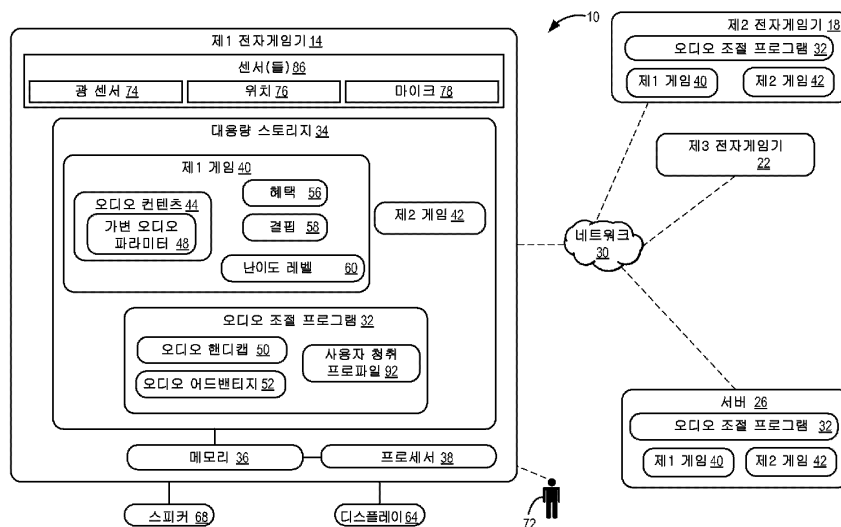 10
제1 전자게임기 14
센서(들) 86
광 센서 74
위치 76
마이크 78
대용량 스토리지 34
제1 게임 40
오디오 컨텐츠 44
가변 오디오
파라미터 48
혜택 56
결핍 58
난이도 레벨 60
제2 게임 42
오디오 조절 프로그램 32
오디오 핸디캡 50
오디오 어드밴티지 52
사용자 청취
프로파일 92
메모리 36
프로세서 38
스피커 68
디스플레이 64
72
제2 전자게임기 18
오디오 조절 프로그램 32
제1 게임 40
제2 게임 42
제3 전자게임기
22
네트워크
30
서버 26
오디오 조절 프로그램 32
제1 게임 40
제2 게임 42